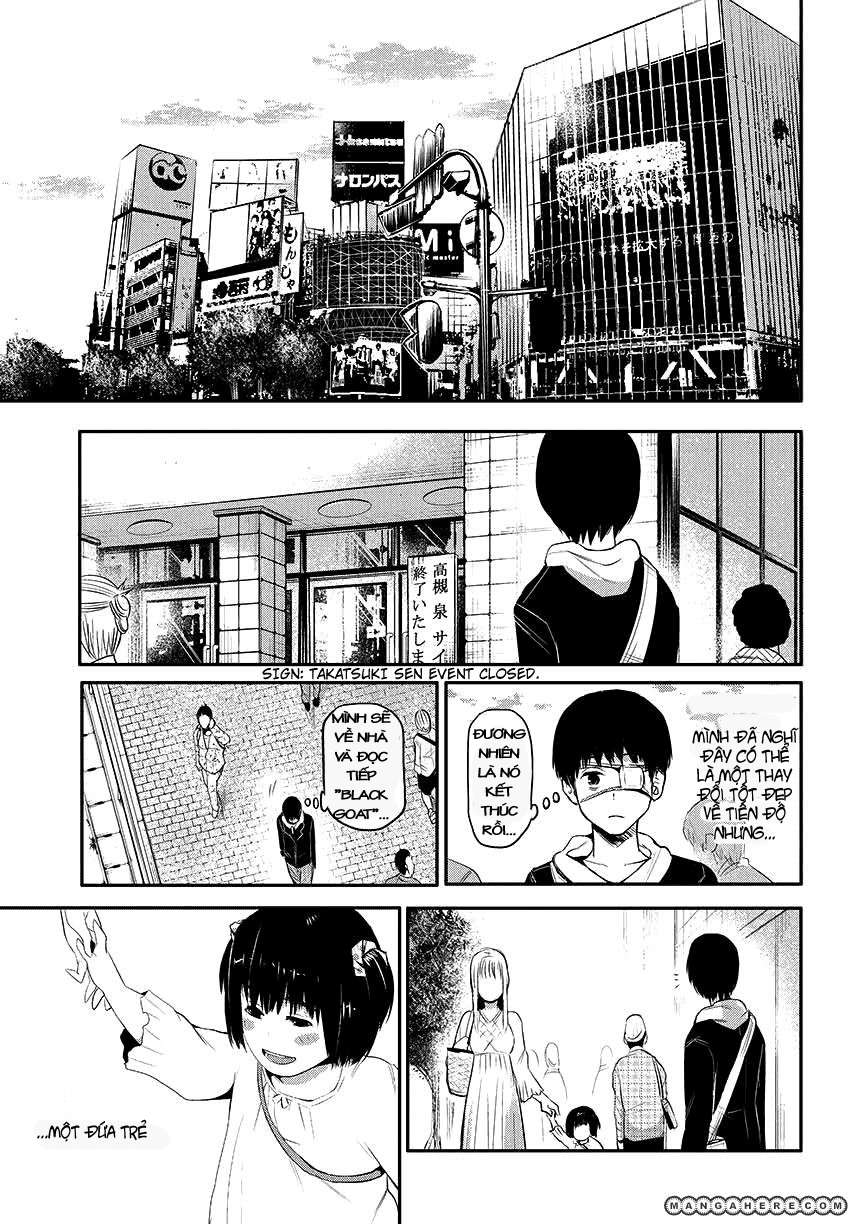 GC
ナロンパス
もんじゃ
Mi
高槻 泉 サイ
終了いたしま
SIGN: TAKATSUKI SEN EVENT CLOSED.
MÌNH ĐÃ NGHĨ
ĐÂY CÓ THỂ
LÀ MỘT THAY
ĐỔI TỐT ĐẸP
VỀ TIẾN ĐỘ
NHƯNG...
ĐƯƠNG
NHIÊN
LÀ NÓ KẾT
THÚC
RỒI...
MÌNH SẼ
VỀ NHÀ
VÀ ĐỌC
TIẾP
"BLACK
GOAT"...
...MỘT ĐỨA TRẺ
MANGAHERE.COM